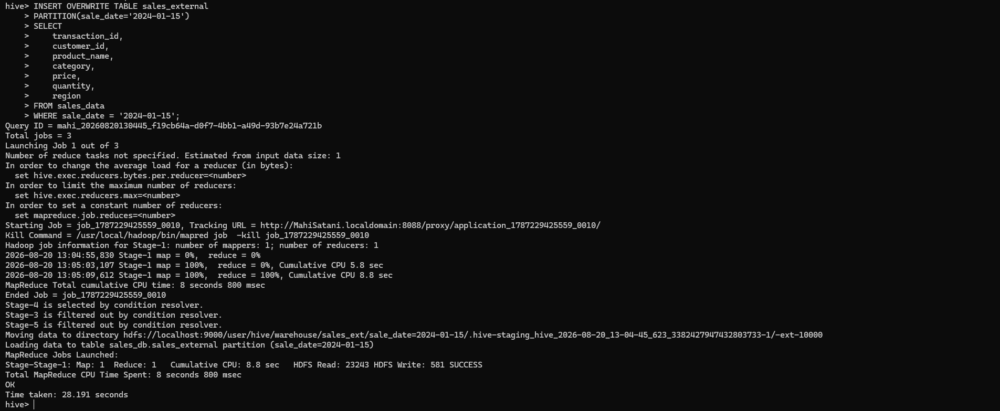 hive> INSERT OVERWRITE TABLE sales_external
    > PARTITION(sale_date='2024-01-15')
    > SELECT
    >     transaction_id,
    >     customer_id,
    >     product_name,
    >     category,
    >     price,
    >     quantity,
    >     region
    > FROM sales_data
    > WHERE sale_date = '2024-01-15';
Query ID = mahi_20260820130445_f19cb64a-d0f7-4bb1-a49d-93b7e24a721b
Total jobs = 3
Launching Job 1 out of 3
Number of reduce tasks not specified. Estimated from input data size: 1
In order to change the average load for a reducer (in bytes):
  set hive.exec.reducers.bytes.per.reducer=<number>
In order to limit the maximum number of reducers:
  set hive.exec.reducers.max=<number>
In order to set a constant number of reducers:
  set mapreduce.job.reduces=<number>
Starting Job = job_1787229425559_0010, Tracking URL = http://MahiSatani.localdomain:8088/proxy/application_1787229425559_0010/
Kill Command = /usr/local/hadoop/bin/mapred job  -kill job_1787229425559_0010
Hadoop job information for Stage-1: number of mappers: 1; number of reducers: 1
2026-08-20 13:04:55,830 Stage-1 map = 0%,  reduce = 0%
2026-08-20 13:05:03,107 Stage-1 map = 100%,  reduce = 0%, Cumulative CPU 5.8 sec
2026-08-20 13:05:09,612 Stage-1 map = 100%,  reduce = 100%, Cumulative CPU 8.8 sec
MapReduce Total cumulative CPU time: 8 seconds 800 msec
Ended Job = job_1787229425559_0010
Stage-4 is selected by condition resolver.
Stage-3 is filtered out by condition resolver.
Stage-5 is filtered out by condition resolver.
Moving data to directory hdfs://localhost:9000/user/hive/warehouse/sales_ext/sale_date=2024-01-15/.hive-staging_hive_2026-08-20_13-04-45_623_3382427947432803733-1/-ext-10000
Loading data to table sales_db.sales_external partition (sale_date=2024-01-15)
MapReduce Jobs Launched:
Stage-Stage-1: Map: 1  Reduce: 1   Cumulative CPU: 8.8 sec   HDFS Read: 23243 HDFS Write: 581 SUCCESS
Total MapReduce CPU Time Spent: 8 seconds 800 msec
OK
Time taken: 28.191 seconds
hive>